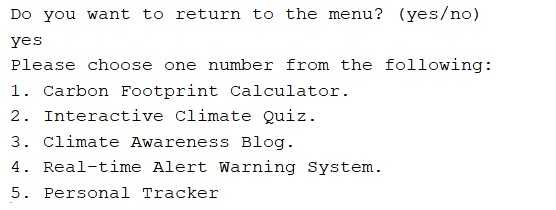 Do you want to return to the menu? (yes/no)
yes
Please choose one number from the following:
1. Carbon Footprint Calculator.
2. Interactive Climate Quiz.
3. Climate Awareness Blog.
4. Real-time Alert Warning System.
5. Personal Tracker